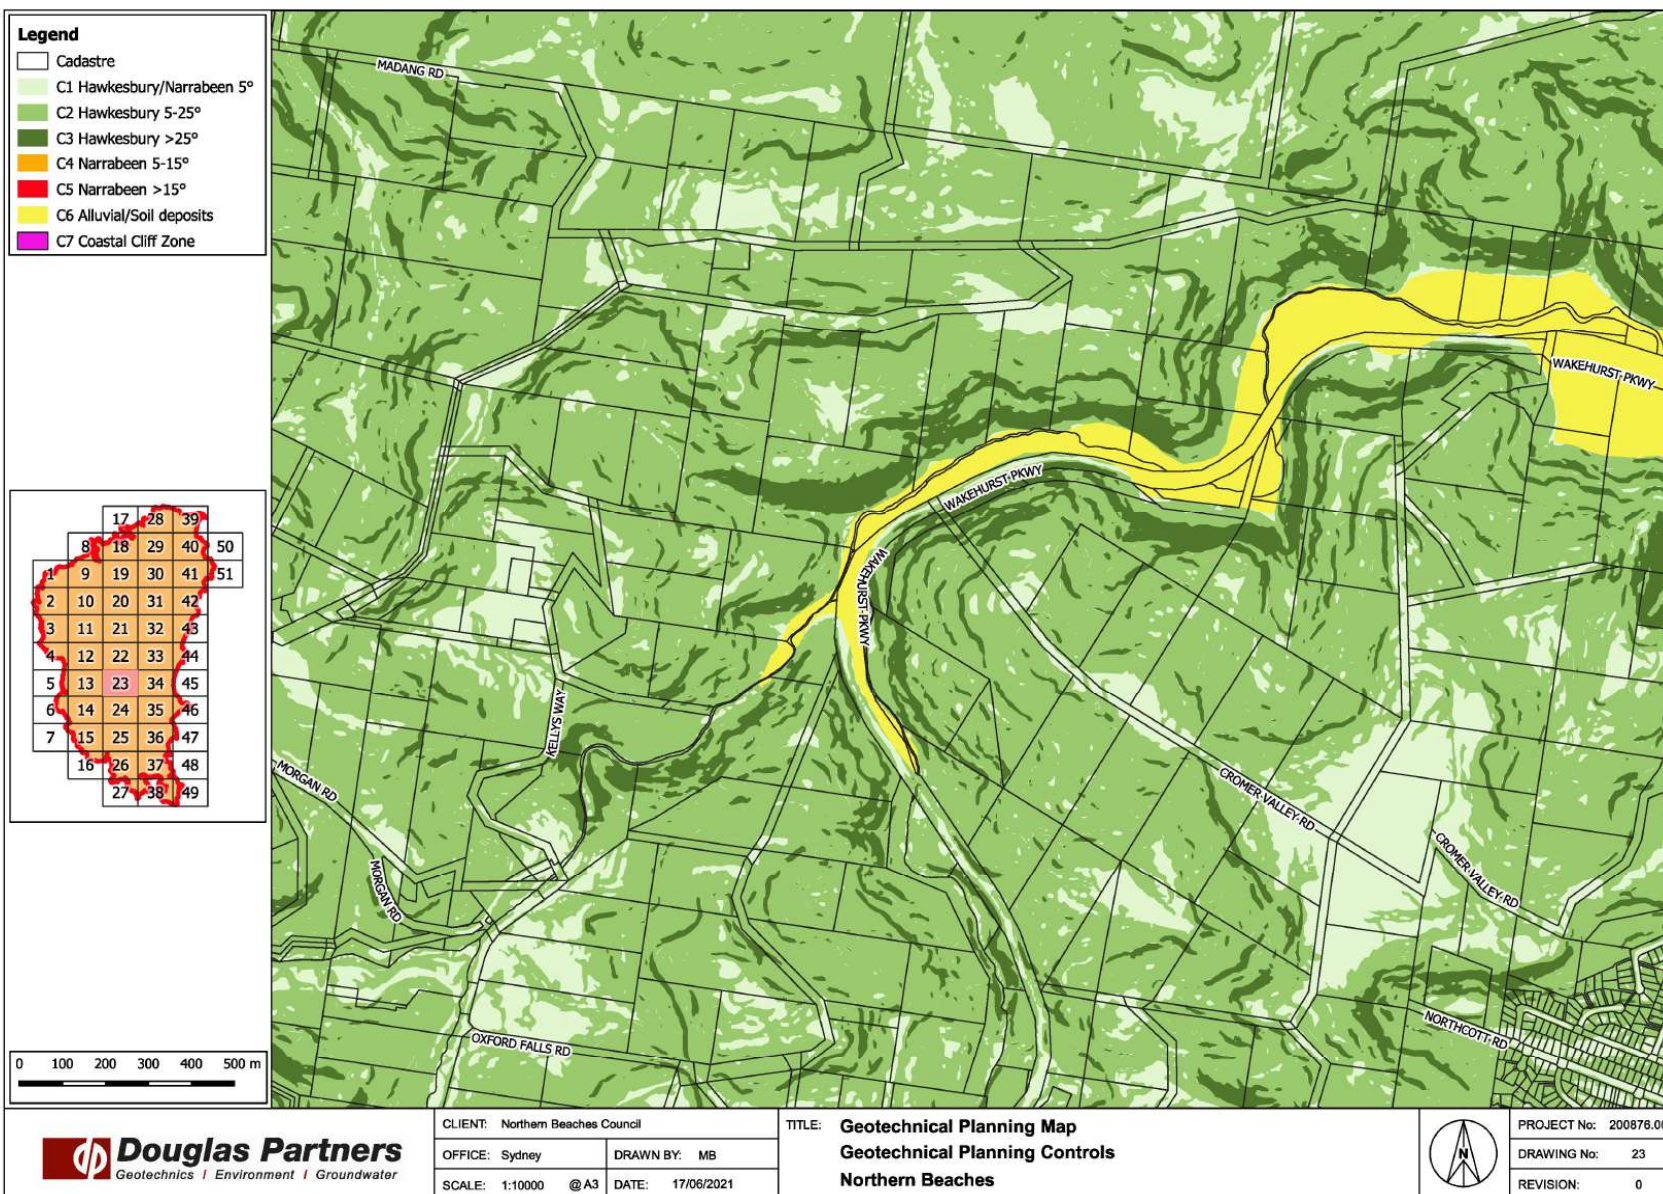 Legend
Cadastre
C1 Hawkesbury/Narrabeen 5°
C2 Hawkesbury 5-25°
C3 Hawkesbury >25°
C4 Narrabeen 5-15°
C5 Narrabeen >15°
C6 Alluvial/Soil deposits
C7 Coastal Cliff Zone
MADANG RD
WAKEHURST PKWY
WAKEHURST PKWY
WAKEHURST PKWY
KELLYS WAY
MORGAN RD
MORGAN RD
CROMER VALLEY RD
CROMER VALLEY RD
OXFORD FALLS RD
NORTHCOTT RD
17 28 39
8 18 29 40 50
1 9 19 30 41 51
2 10 20 31 42
3 11 21 32 43
4 12 22 33 44
5 13 23 34 45
6 14 24 35 46
7 15 25 36 47
16 26 37 48
27 38 49
0 100 200 300 400 500 m
Douglas Partners
Geotechnics | Environment | Groundwater
CLIENT: Northern Beaches Council
OFFICE: Sydney
DRAWN BY: MB
SCALE: 1:10000 @ A3
DATE: 17/06/2021
TITLE: Geotechnical Planning Map
Geotechnical Planning Controls
Northern Beaches
N
PROJECT No: 200876.0
DRAWING No: 23
REVISION: 0